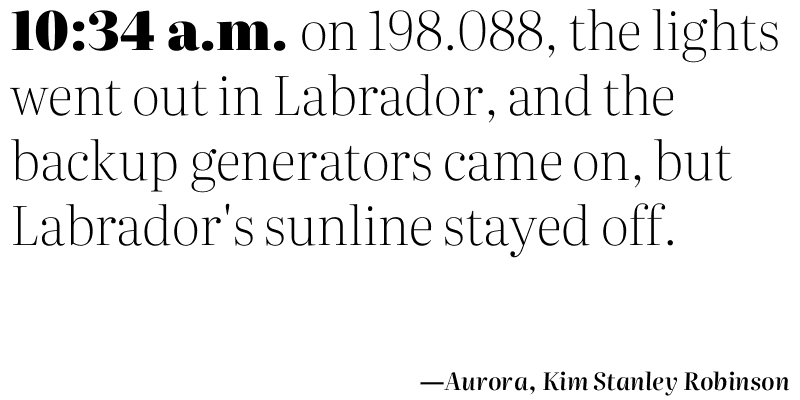 10:34 a.m. on 198.088, the lights
went out in Labrador, and the
backup generators came on, but
Labrador's sunline stayed off.
—Aurora, Kim Stanley Robinson